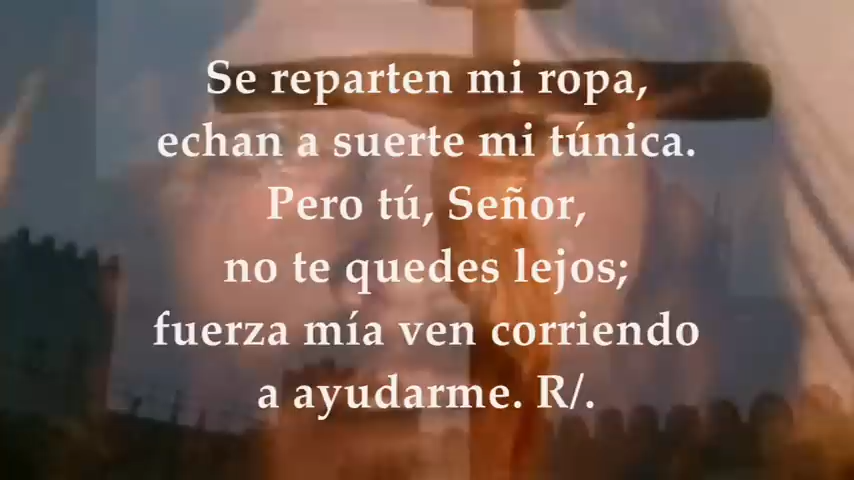 Se reparten mi ropa,
echan a suerte mi túnica.
Pero tú, Señor,
no te quedes lejos;
fuerza mía ven corriendo
a ayudarme. R/.